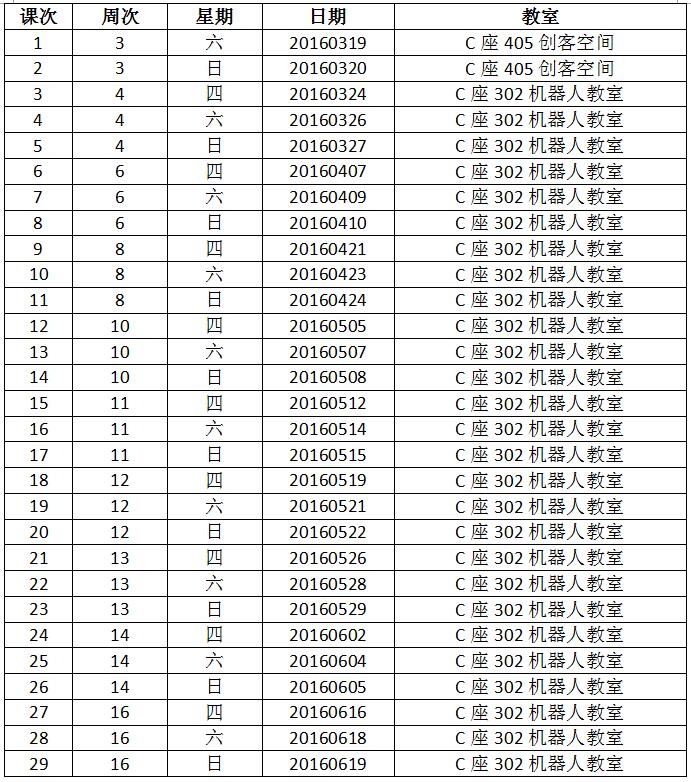 课次 周次 星期 日期 教室
1 3 六 20160319 C 座 405 创客空间
2 3 日 20160320 C 座 405 创客空间
3 4 四 20160324 C 座 302 机器人教室
4 4 六 20160326 C 座 302 机器人教室
5 4 日 20160327 C 座 302 机器人教室
6 6 四 20160407 C 座 302 机器人教室
7 6 六 20160409 C 座 302 机器人教室
8 6 日 20160410 C 座 302 机器人教室
9 8 四 20160421 C 座 302 机器人教室
10 8 六 20160423 C 座 302 机器人教室
11 8 日 20160424 C 座 302 机器人教室
12 10 四 20160505 C 座 302 机器人教室
13 10 六 20160507 C 座 302 机器人教室
14 10 日 20160508 C 座 302 机器人教室
15 11 四 20160512 C 座 302 机器人教室
16 11 六 20160514 C 座 302 机器人教室
17 11 日 20160515 C 座 302 机器人教室
18 12 四 20160519 C 座 302 机器人教室
19 12 六 20160521 C 座 302 机器人教室
20 12 日 20160522 C 座 302 机器人教室
21 13 四 20160526 C 座 302 机器人教室
22 13 六 20160528 C 座 302 机器人教室
23 13 日 20160529 C 座 302 机器人教室
24 14 四 20160602 C 座 302 机器人教室
25 14 六 20160604 C 座 302 机器人教室
26 14 日 20160605 C 座 302 机器人教室
27 16 四 20160616 C 座 302 机器人教室
28 16 六 20160618 C 座 302 机器人教室
29 16 日 20160619 C 座 302 机器人教室